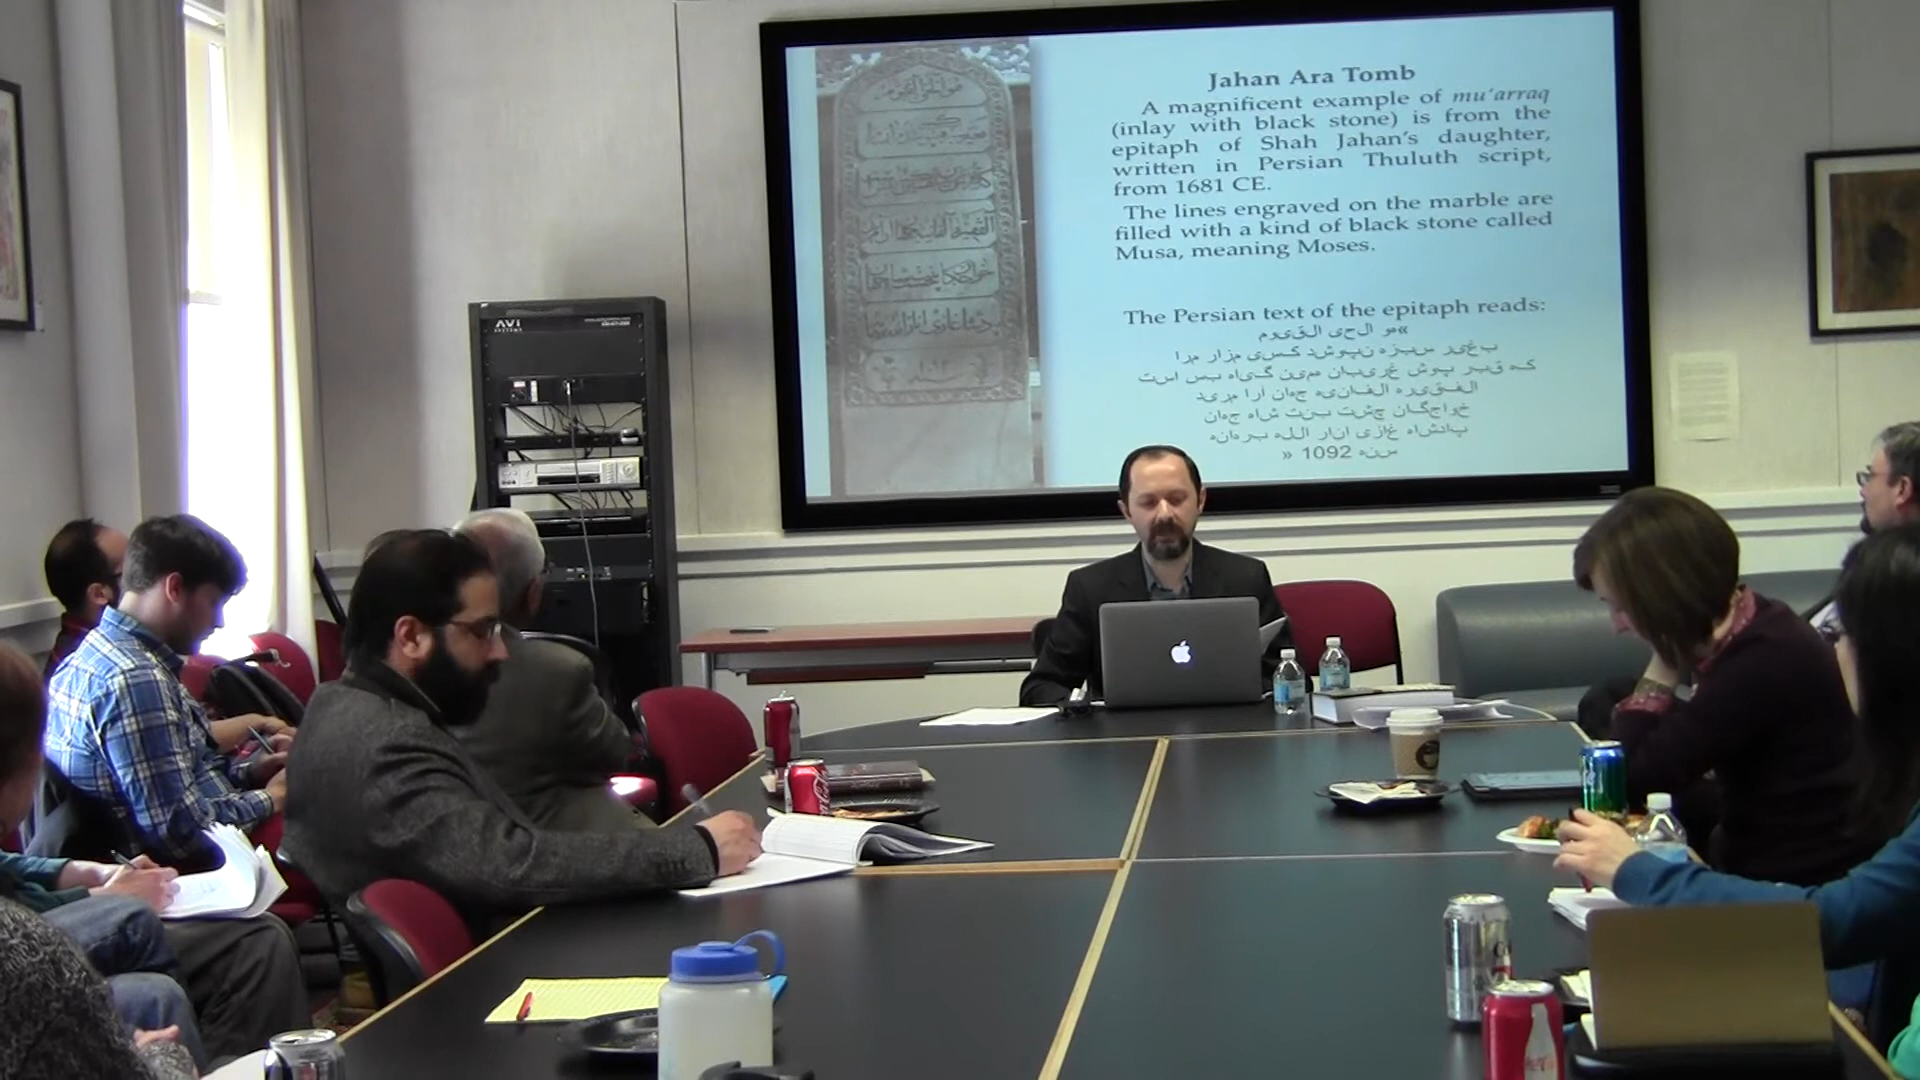 Jahan Ara Tomb
A magnificent example of mu'arraq
(inlay with black stone) is from the
epitaph of Shah Jahan's daughter,
written in Persian Thuluth script,
from 1681 CE.
The lines engraved on the marble are
filled with a kind of black stone called
Musa, meaning Moses.
The Persian text of the epitaph reads:
«هو الحی القیوم
بغیر سبزه نپوشد کسی مزار مرا
که قبر پوش غریبان همین گیاه بس است
الفقیره الفانیه جهان ارا مرید
خواجگان چشت بنت شاه جهان
پادشاه غازی انار الله برهانه
سنه 1092 »
AVI
SYSTEMS